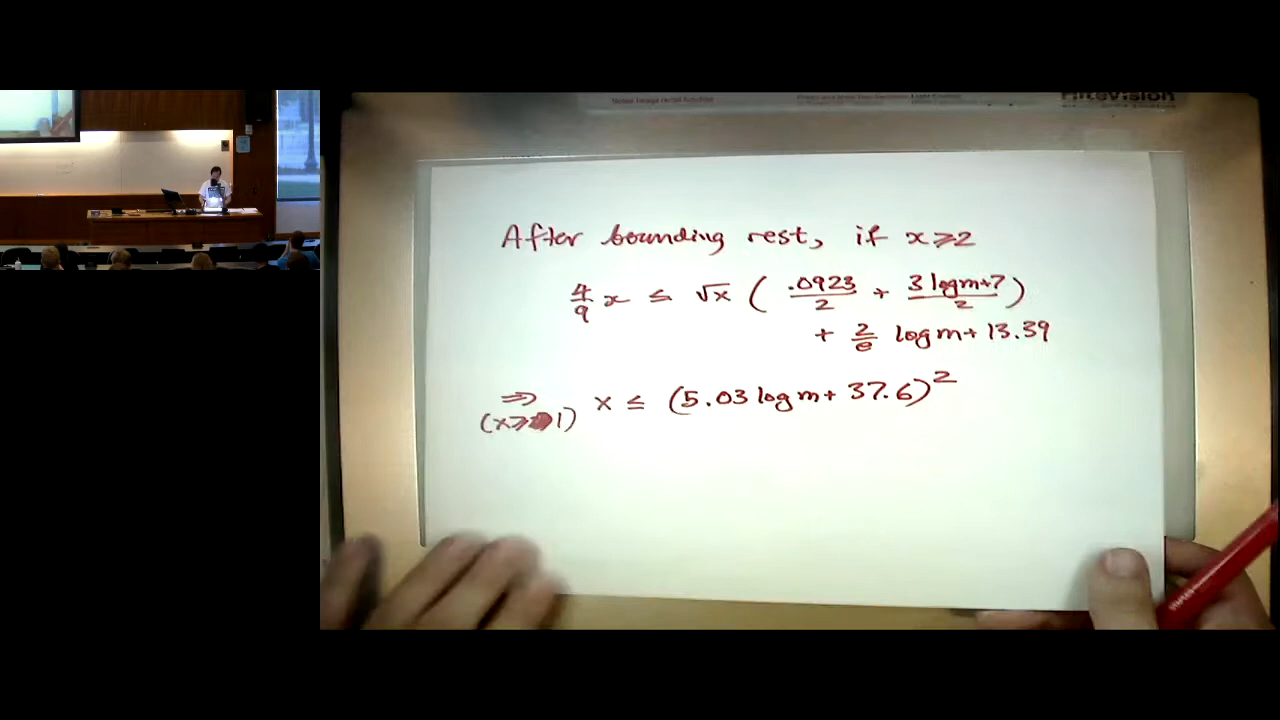 After bounding rest, if x ≥ 2
4/9 x ≤ √x ( .0923/2 + 3 log m + 7/2 )
+ 2/e log m + 13.39
⇒ x ≤ (5.03 log m + 37.6)²
(x ≥ 1)